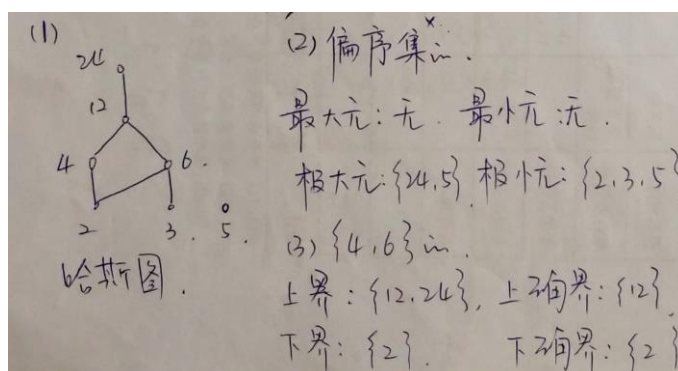 (1)
24
12
4 6.
2 3. 5.
哈斯图.
(2) 偏序集
最大元: 无. 最小元: 无.
极大元: {24,5}. 极小元: {2,3,5}
(3) {4,6}
上界: {12,24}, 上确界: {12}.
下界: {2}. 下确界: {2}